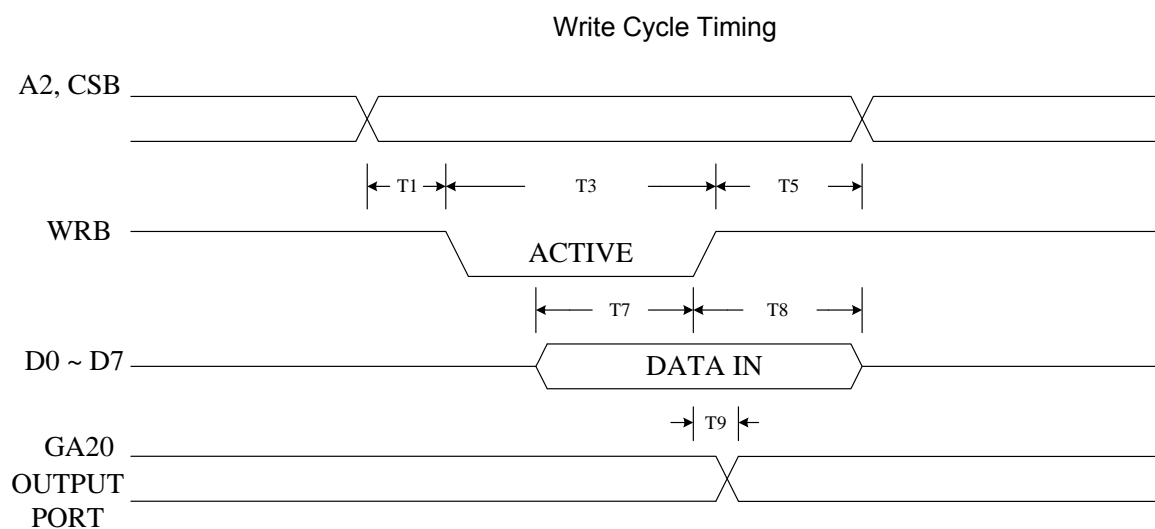 Write Cycle Timing
A2, CSB
T1
T3
T5
WRB
ACTIVE
T7
T8
D0 ~ D7
DATA IN
T9
GA20
OUTPUT
PORT